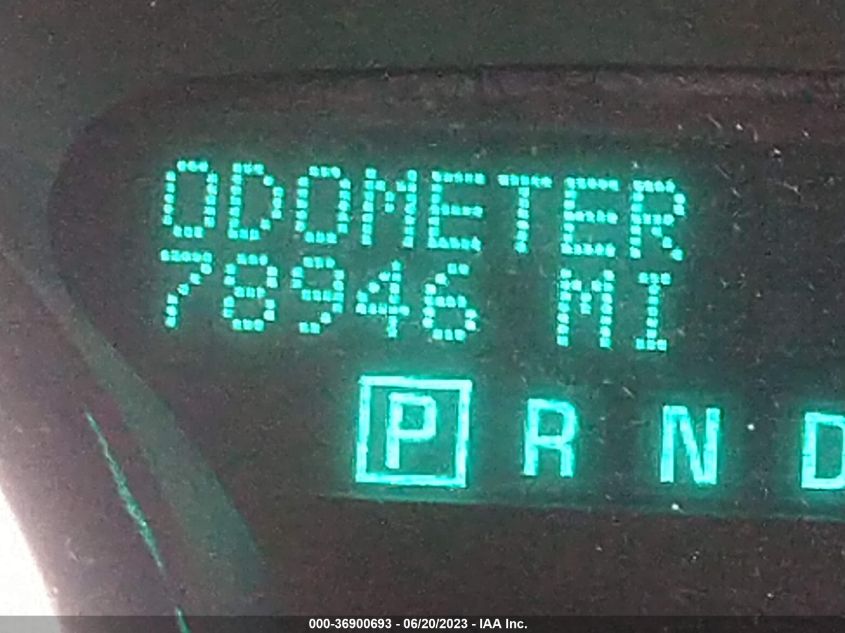 ODOMETER
78946 MI
P R N D
000-36900693 - 06/20/2023 - IAA Inc.